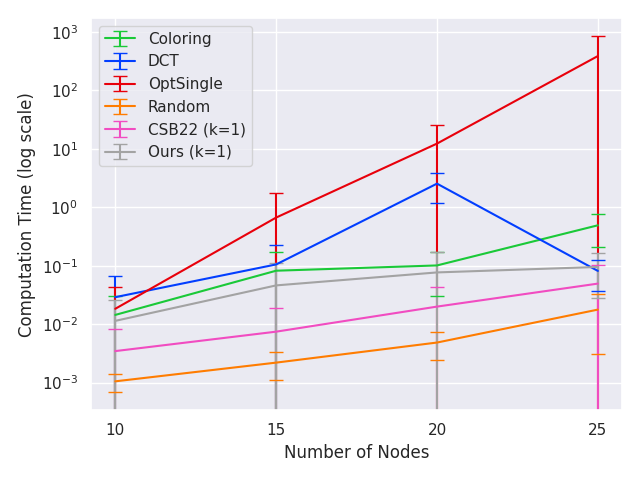 Coloring
DCT
OptSingle
Random
CSB22 (k=1)
Ours (k=1)
10³
10²
10¹
10⁰
10⁻¹
10⁻²
10⁻³
Computation Time (log scale)
10 15 20 25
Number of Nodes